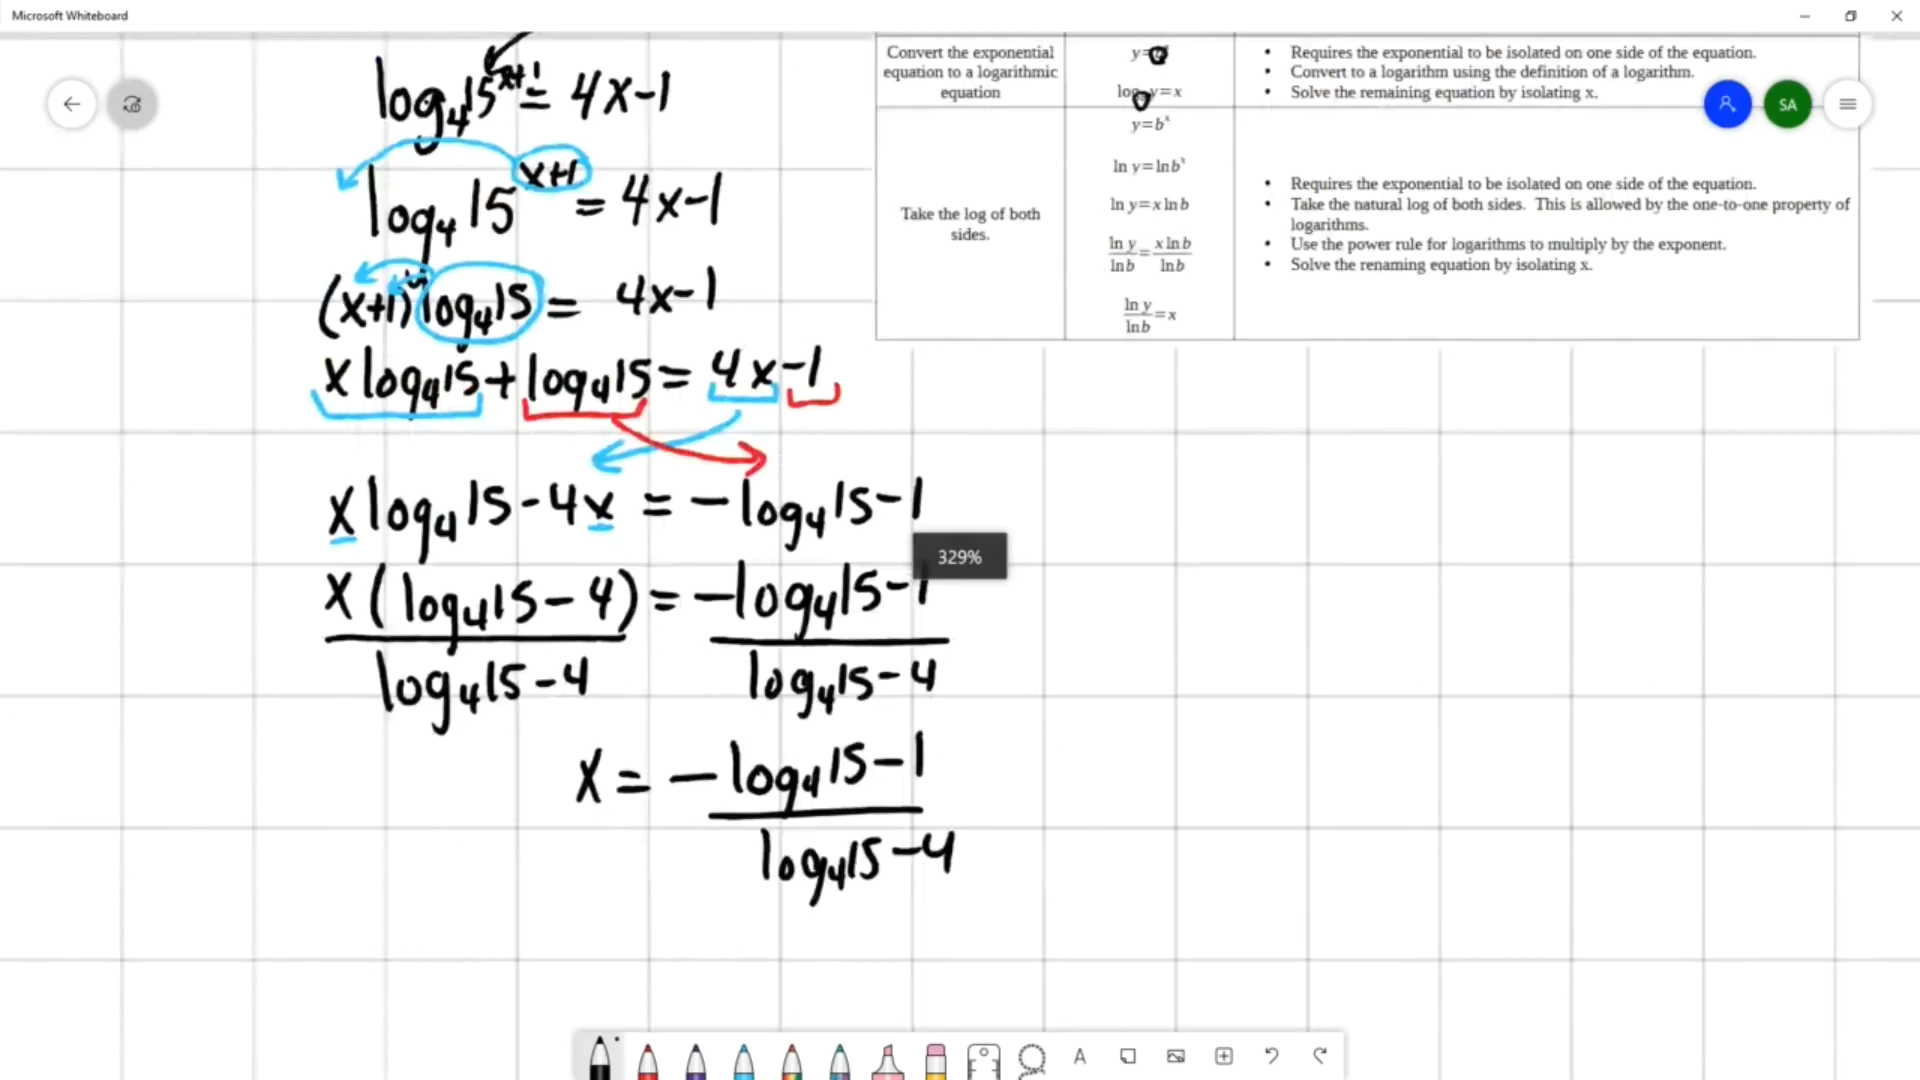 Microsoft Whiteboard
log₄15ˣ⁺¹ = 4x-1
log₄15ˣ⁺¹ = 4x-1
(x+1) log₄15 = 4x-1
x log₄15 + log₄15 = 4x-1
x log₄15 - 4x = - log₄15 - 1
x ( log₄15 - 4) = -log₄15 - 1
log₄15 - 4 log₄15 - 4
x = - log₄15 - 1
log₄15 - 4
329%
Convert the exponential
equation to a logarithmic
equation
y=
log y=x
• Requires the exponential to be isolated on one side of the equation.
• Convert to a logarithm using the definition of a logarithm.
• Solve the remaining equation by isolating x.
Take the log of both
sides.
y=bˣ
ln y=ln bˣ
ln y=x ln b
ln y = x ln b
ln b ln b
ln y =x
ln b
• Requires the exponential to be isolated on one side of the equation.
• Take the natural log of both sides. This is allowed by the one-to-one property of
logarithms.
• Use the power rule for logarithms to multiply by the exponent.
• Solve the renaming equation by isolating x.
SA
A